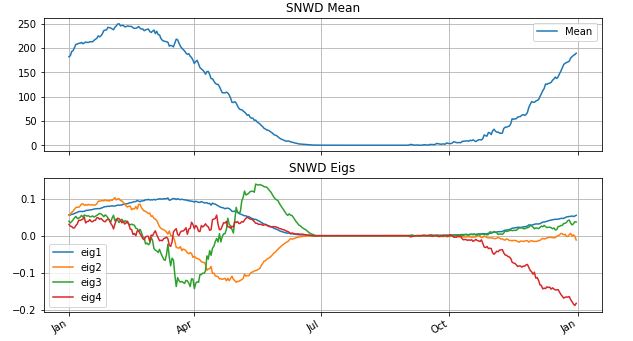 SNWD Mean
250
200
150
100
50
0
Mean
SNWD Eigs
0.1
0.0
−0.1
−0.2
eig1
eig2
eig3
eig4
Jan
Apr
Jul
Oct
Jan